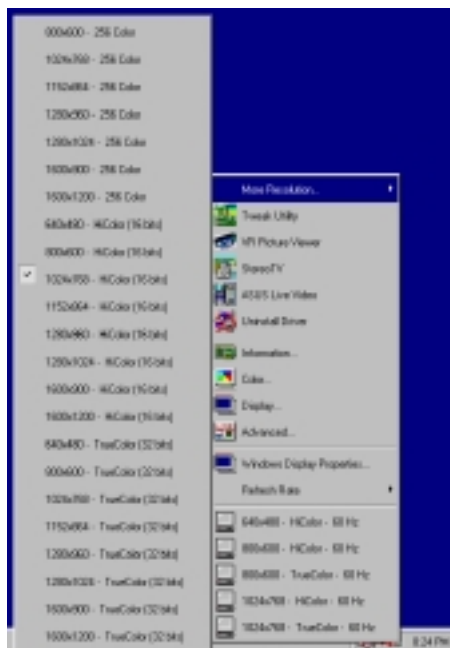 800x600 - 256 Color
1024x768 - 256 Color
1152x864 - 256 Color
1280x960 - 256 Color
1280x1024 - 256 Color
1600x900 - 256 Color
1600x1200 - 256 Color
640x480 - HiColor (16 bits)
800x600 - HiColor (16 bits)
1024x768 - HiColor (16 bits)
1152x864 - HiColor (16 bits)
1280x960 - HiColor (16 bits)
1280x1024 - HiColor (16 bits)
1600x900 - HiColor (16 bits)
1600x1200 - HiColor (16 bits)
640x480 - TrueColor (32 bits)
800x600 - TrueColor (32 bits)
1024x768 - TrueColor (32 bits)
1152x864 - TrueColor (32 bits)
1280x960 - TrueColor (32 bits)
1280x1024 - TrueColor (32 bits)
1600x900 - TrueColor (32 bits)
1600x1200 - TrueColor (32 bits)
More Resolution...
Tweak Utility
VR Picture Viewer
StereoTV
ASUS Live Video
Uninstall Driver
Information...
Color...
Display...
Advanced...
Windows Display Properties...
Refresh Rate
640x480 - HiColor - 60 Hz
800x600 - HiColor - 60 Hz
800x600 - TrueColor - 60 Hz
1024x768 - HiColor - 60 Hz
1024x768 - TrueColor - 60 Hz
8:24 PM